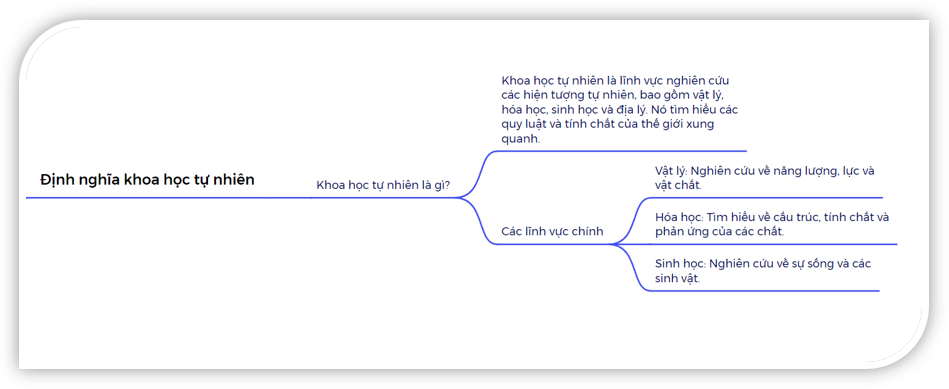 Định nghĩa khoa học tự nhiên
Khoa học tự nhiên là gì?
Khoa học tự nhiên là lĩnh vực nghiên cứu
các hiện tượng tự nhiên, bao gồm vật lý,
hóa học, sinh học và địa lý. Nó tìm hiểu các
quy luật và tính chất của thế giới xung
quanh.
Các lĩnh vực chính
Vật lý: Nghiên cứu về năng lượng, lực và
vật chất.
Hóa học: Tìm hiểu về cấu trúc, tính chất và
phản ứng của các chất.
Sinh học: Nghiên cứu về sự sống và các
sinh vật.